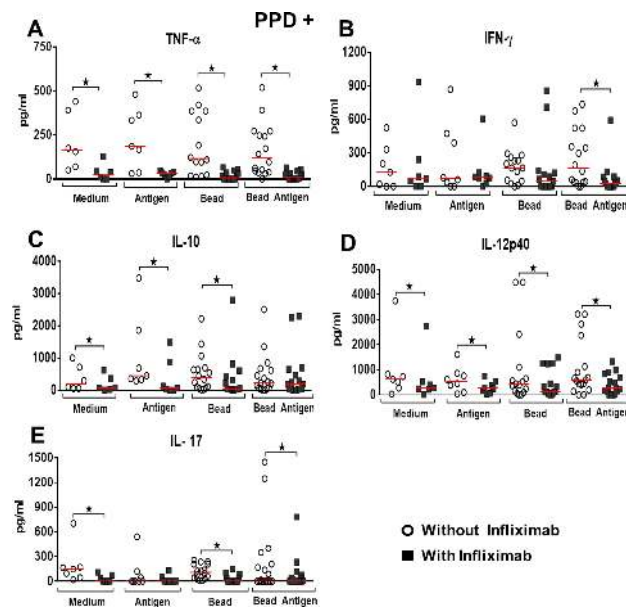 PPD +
A
TNF-α
pg/ml
750
500
250
0
★ ★ ★ ★
Medium Antigen Bead Bead Antigen
B
IFN-γ
pg/ml
1200
900
600
300
0
★
Medium Antigen Bead Bead Antigen
C
IL-10
pg/ml
4000
3000
2000
1000
0
★ ★ ★
Medium Antigen Bead Bead Antigen
D
IL-12p40
pg/ml
5000
4000
3000
2000
1000
0
★ ★ ★ ★
Medium Antigen Bead Bead Antigen
E
IL- 17
pg/ml
1500
1200
900
600
300
0
★ ★ ★
Medium Antigen Bead Bead Antigen
Without Infliximab
With Infliximab